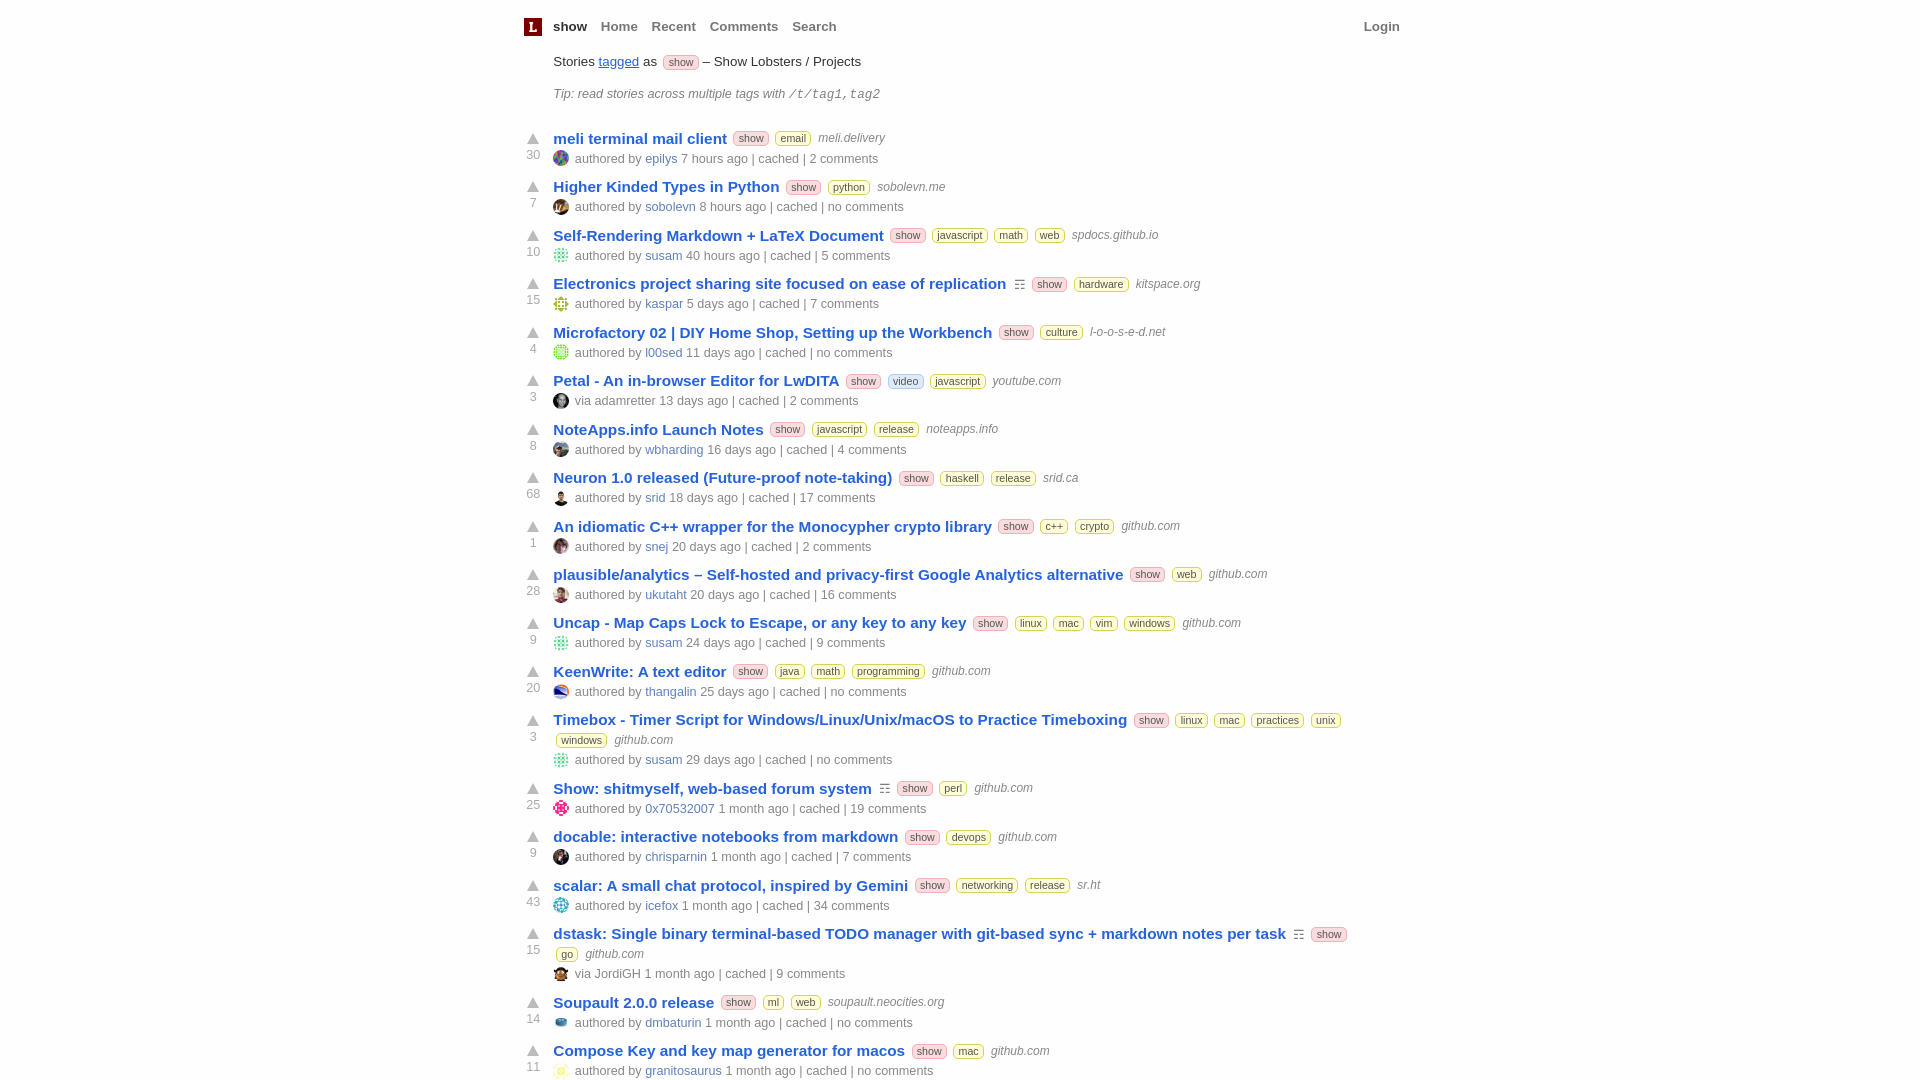 L show Home Recent Comments Search Login
Stories tagged as show – Show Lobsters / Projects
Tip: read stories across multiple tags with /t/tag1,tag2
meli terminal mail client show email meli.delivery
30 authored by epilys 7 hours ago | cached | 2 comments
Higher Kinded Types in Python show python sobolevn.me
7 authored by sobolevn 8 hours ago | cached | no comments
Self-Rendering Markdown + LaTeX Document show javascript math web spdocs.github.io
10 authored by susam 40 hours ago | cached | 5 comments
Electronics project sharing site focused on ease of replication ☶ show hardware kitspace.org
15 authored by kaspar 5 days ago | cached | 7 comments
Microfactory 02 | DIY Home Shop, Setting up the Workbench show culture l-o-o-s-e-d.net
4 authored by l00sed 11 days ago | cached | no comments
Petal - An in-browser Editor for LwDITA show video javascript youtube.com
3 via adamretter 13 days ago | cached | 2 comments
NoteApps.info Launch Notes show javascript release noteapps.info
8 authored by wbharding 16 days ago | cached | 4 comments
Neuron 1.0 released (Future-proof note-taking) show haskell release srid.ca
68 authored by srid 18 days ago | cached | 17 comments
An idiomatic C++ wrapper for the Monocypher crypto library show c++ crypto github.com
1 authored by snej 20 days ago | cached | 2 comments
plausible/analytics – Self-hosted and privacy-first Google Analytics alternative show web github.com
28 authored by ukutaht 20 days ago | cached | 16 comments
Uncap - Map Caps Lock to Escape, or any key to any key show linux mac vim windows github.com
9 authored by susam 24 days ago | cached | 9 comments
KeenWrite: A text editor show java math programming github.com
20 authored by thangalin 25 days ago | cached | no comments
Timebox - Timer Script for Windows/Linux/Unix/macOS to Practice Timeboxing show linux mac practices unix
3 windows github.com
authored by susam 29 days ago | cached | no comments
Show: shitmyself, web-based forum system ☶ show perl github.com
25 authored by 0x70532007 1 month ago | cached | 19 comments
docable: interactive notebooks from markdown show devops github.com
9 authored by chrisparnin 1 month ago | cached | 7 comments
scalar: A small chat protocol, inspired by Gemini show networking release sr.ht
43 authored by icefox 1 month ago | cached | 34 comments
dstask: Single binary terminal-based TODO manager with git-based sync + markdown notes per task ☶ show
15 go github.com
via JordiGH 1 month ago | cached | 9 comments
Soupault 2.0.0 release show ml web soupault.neocities.org
14 authored by dmbaturin 1 month ago | cached | no comments
Compose Key and key map generator for macos show mac github.com
11 authored by granitosaurus 1 month ago | cached | no comments